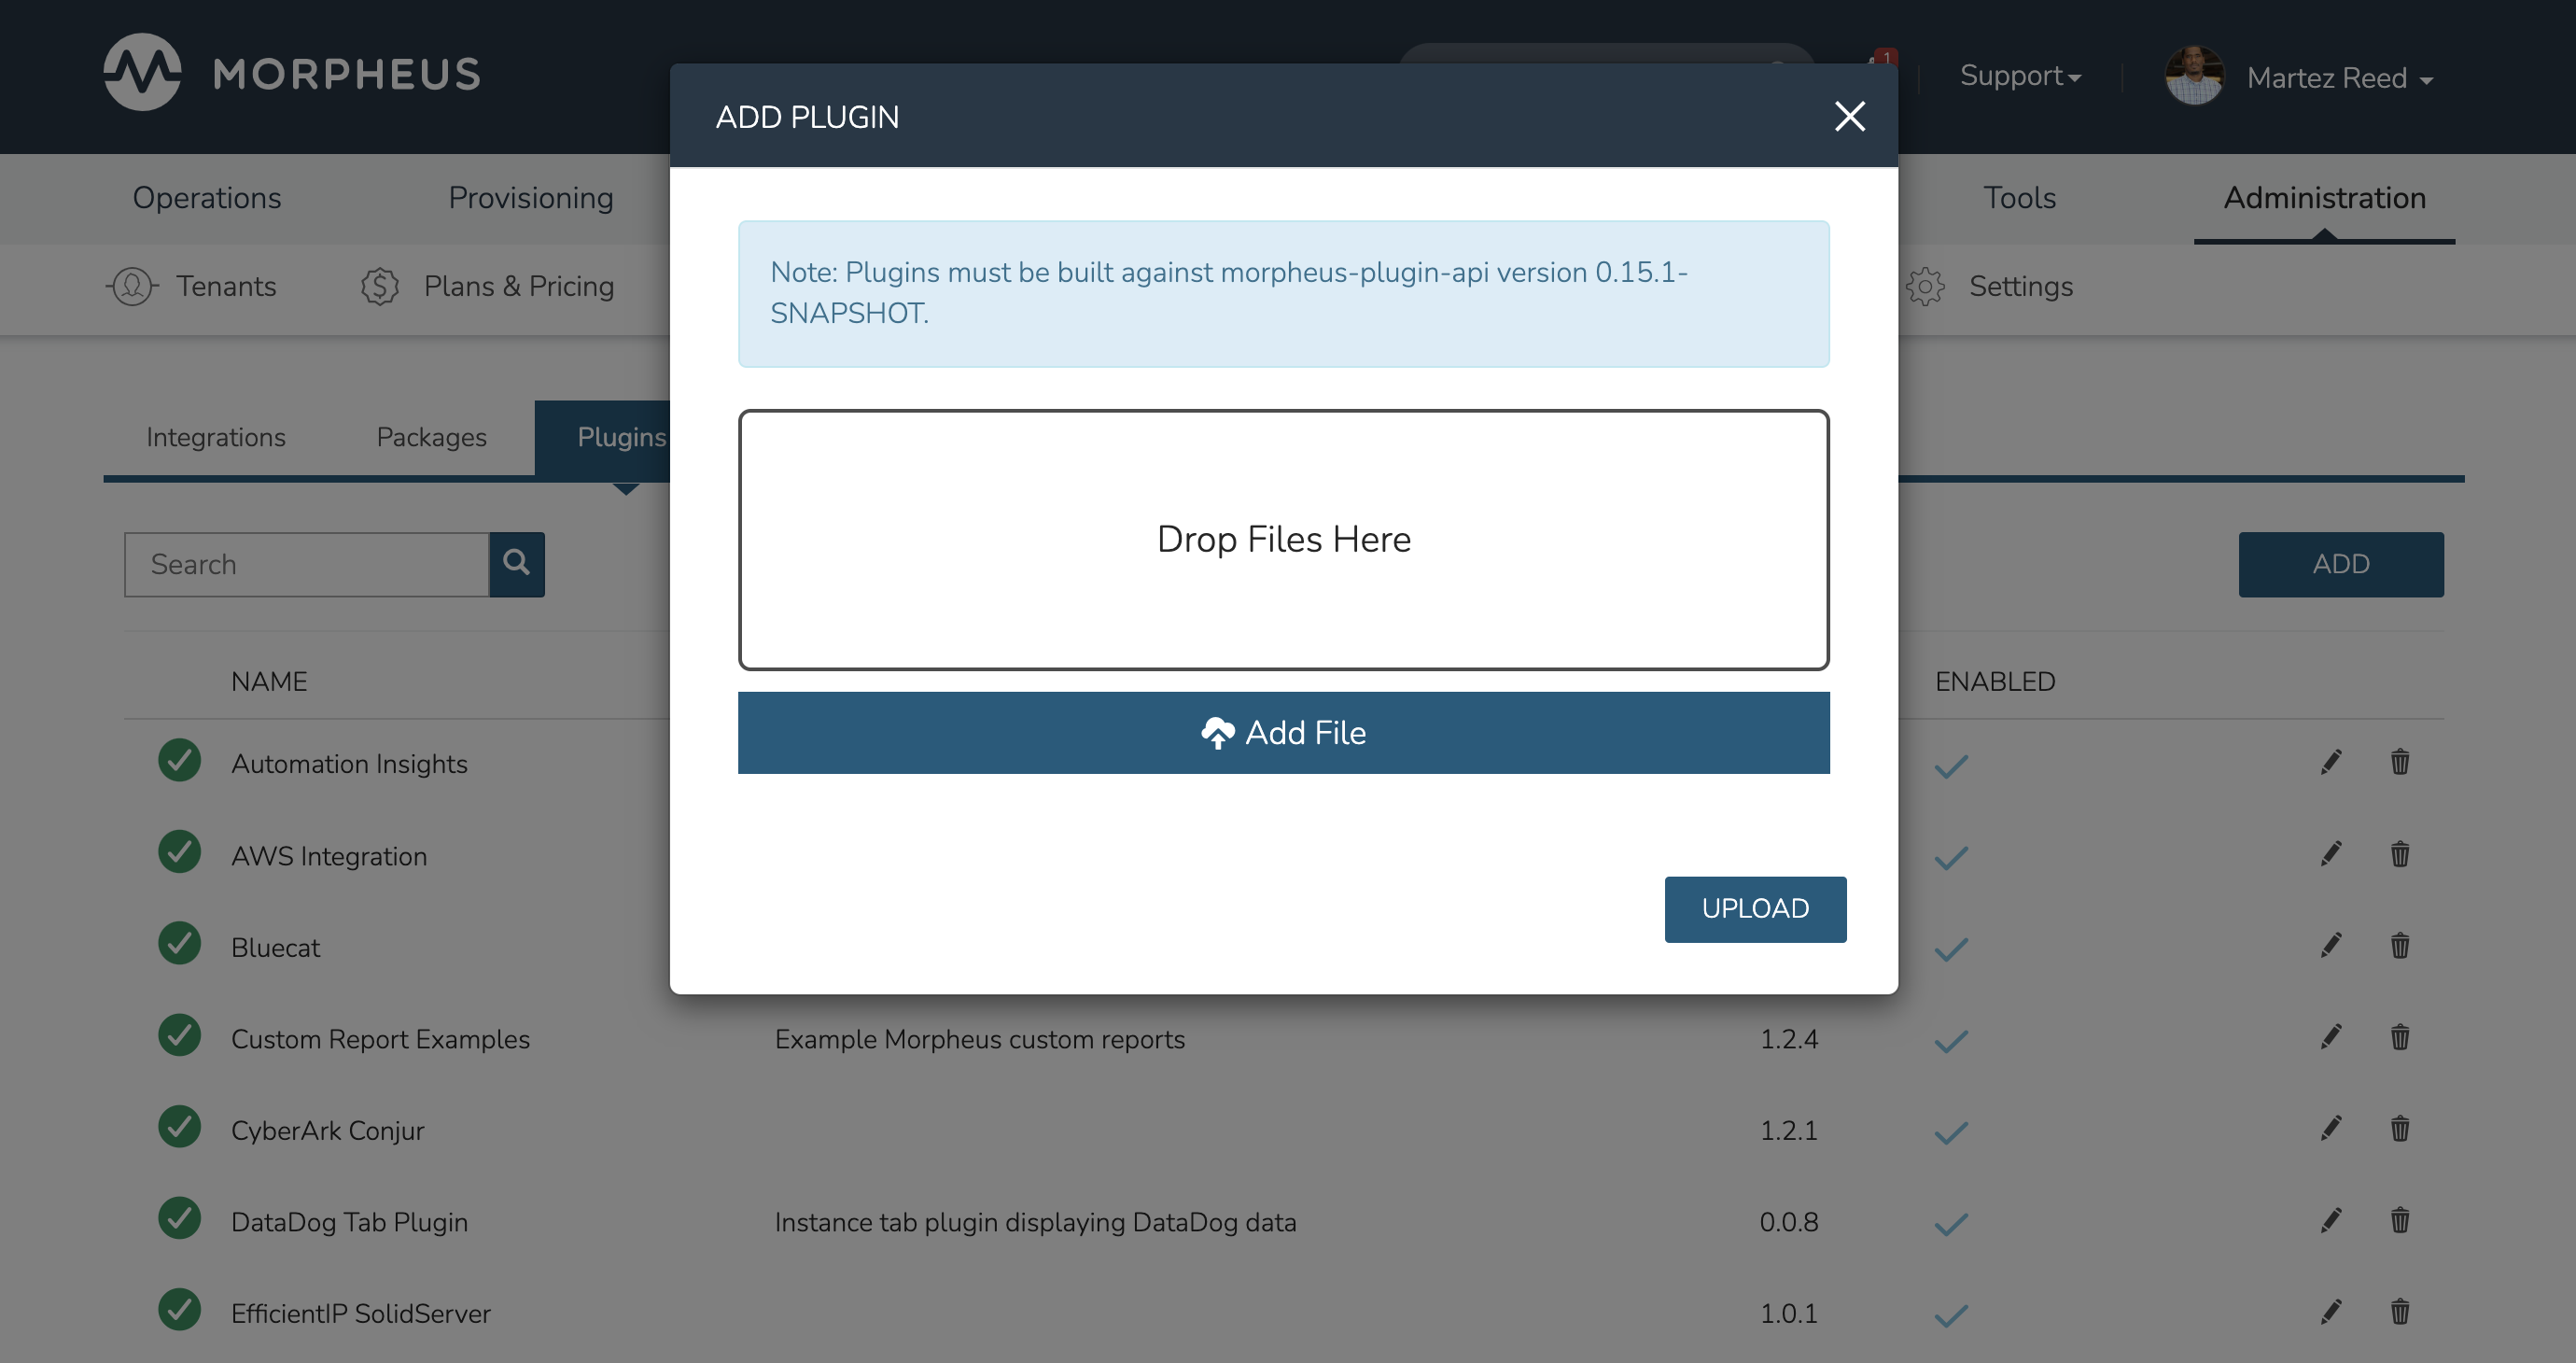 MORPHEUS
1
Support
Martez Reed
ADD PLUGIN
Operations
Provisioning
Tools
Administration
Tenants
Plans & Pricing
Settings
Note: Plugins must be built against morpheus-plugin-api version 0.15.1-
SNAPSHOT.
Integrations
Packages
Plugins
Drop Files Here
Search
ADD
NAME
ENABLED
Add File
Automation Insights
AWS Integration
UPLOAD
Bluecat
Custom Report Examples
Example Morpheus custom reports
1.2.4
CyberArk Conjur
1.2.1
DataDog Tab Plugin
Instance tab plugin displaying DataDog data
0.0.8
EfficientIP SolidServer
1.0.1